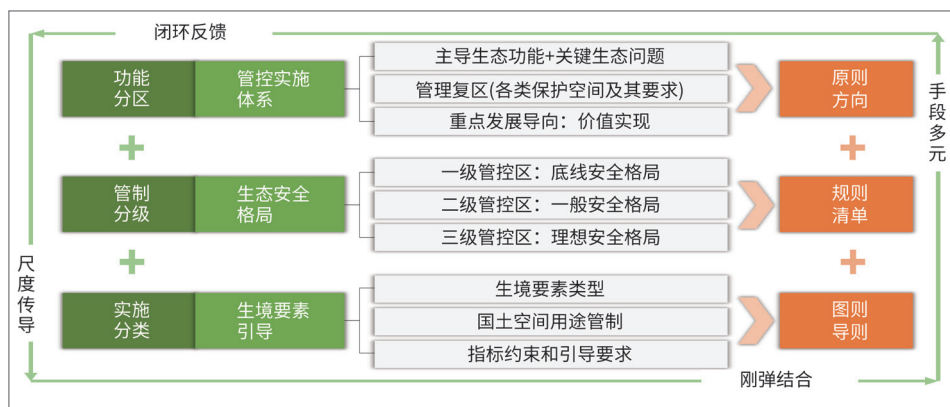 闭环反馈
功能
分区
管控实施
体系
主导生态功能+关键生态问题
管理复区(各类保护空间及其要求)
重点发展导向：价值实现
原则
方向
手段多元
+
+
管制
分级
生态安全
格局
一级管控区：底线安全格局
二级管控区：一般安全格局
三级管控区：理想安全格局
规则
清单
+
+
尺度传导
实施
分类
生境要素
引导
生境要素类型
国土空间用途管制
指标约束和引导要求
图则
导则
刚弹结合